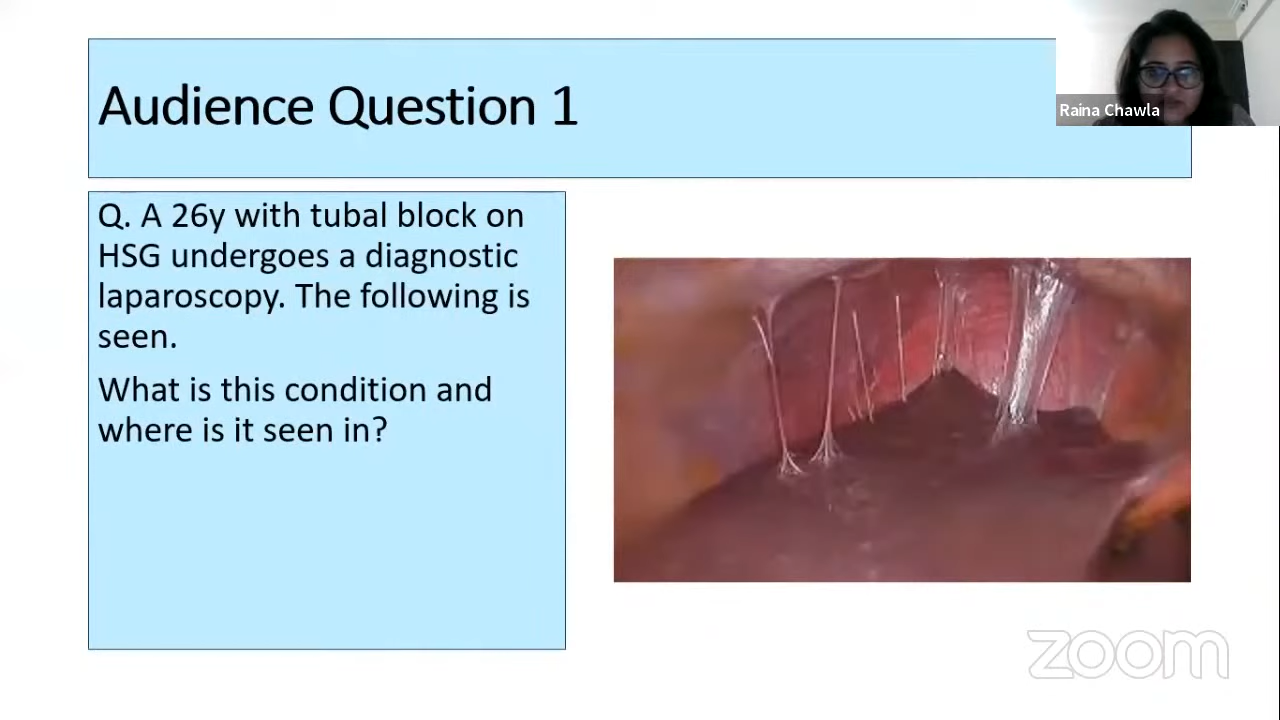 Audience Question 1
Raina Chawla
Q. A 26y with tubal block on
HSG undergoes a diagnostic
laparoscopy. The following is
seen.
What is this condition and
where is it seen in?
zoom